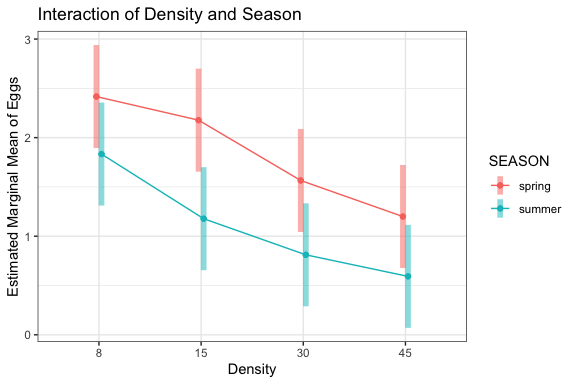 Interaction of Density and Season
Estimated Marginal Mean of Eggs
3
2
1
0
8 15 30 45
Density
SEASON
spring
summer